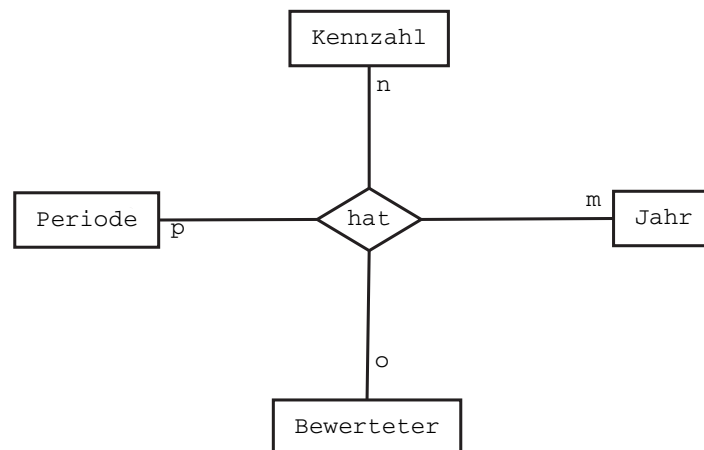 Kennzahl
n
m
Periode
hat
Jahr
p
o
Bewerteter